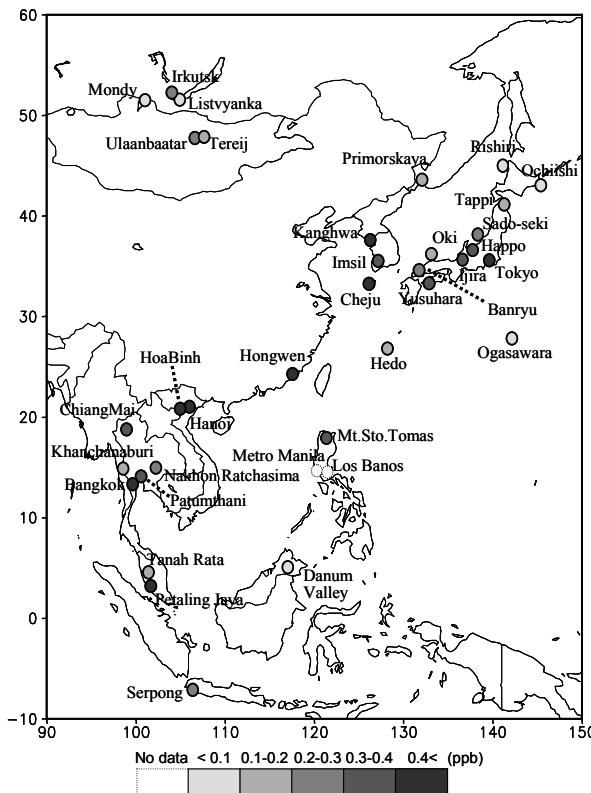 60
50
40
30
20
10
0
−10
Irkutsk
Mondy
Listvyanka
Ulaanbaatar
Tereij
Primorskaya
Rishiri
Ochiishi
Tappi
Kanghwa
Sado-seki
Oki
Happo
Imsil
Ijira
Tokyo
Cheju
Yusuhara
Banryu
HoaBinh
Hongwen
Hedo
Ogasawara
ChiangMai
Hanoi
Mt.Sto.Tomas
Khanchanaburi
Metro Manila
Los Banos
Nakhon Ratchasima
Bangkok
Patumthani
Tanah Rata
Danum
Valley
Petaling Jaya
Serpong
90 100 110 120 130 140 150
No data < 0.1 0.1-0.2 0.2-0.3 0.3-0.4 0.4< (ppb)